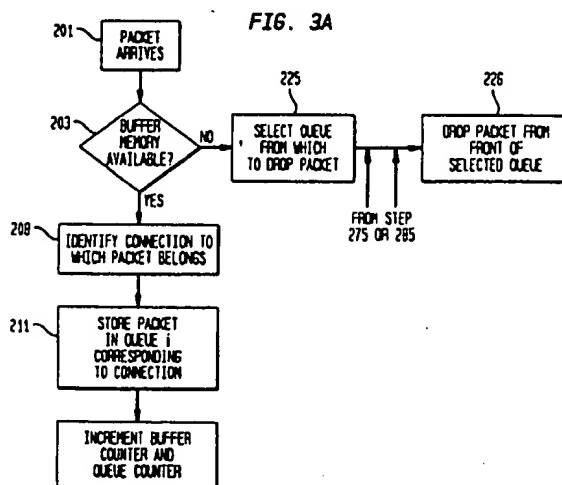 FIG. 3A
201
PACKET
ARRIVES
203
BUFFER
MEMORY
AVAILABLE?
NO
YES
225
SELECT QUEUE
FROM WHICH
TO DROP PACKET
226
DROP PACKET FROM
FRONT OF
SELECTED QUEUE
FROM STEP
275 OR 285
208
IDENTIFY CONNECTION TO
WHICH PACKET BELONGS
211
STORE PACKET
IN QUEUE i
CORRESPONDING
TO CONNECTION
INCREMENT BUFFER
COUNTER AND
QUEUE COUNTER